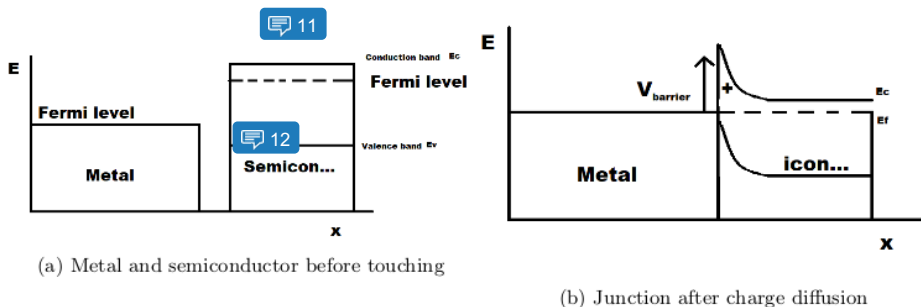 11
Conduction band Ec
E
Fermi level
Fermi level
12
Valence band Ev
Metal
Semicon...
x
(a) Metal and semiconductor before touching
E
V barrier
+
Ec
Ef
Metal
icon...
x
(b) Junction after charge diffusion